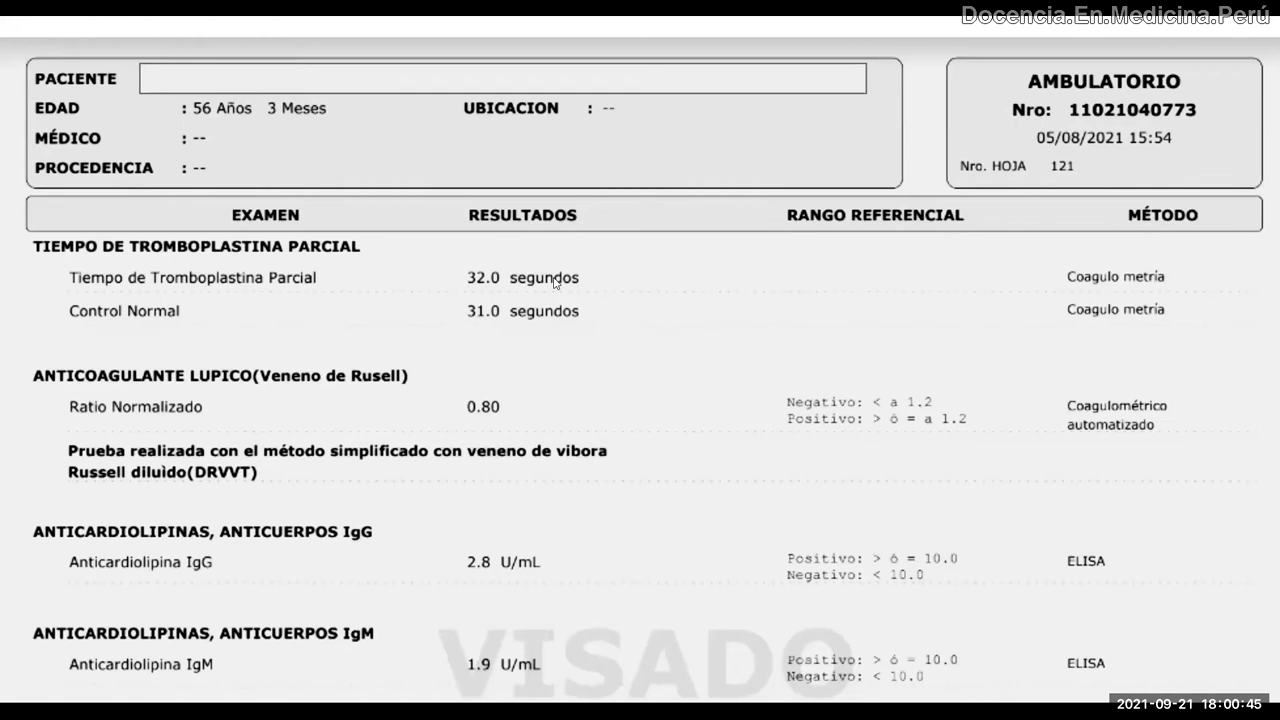 Docencia.En.Medicina.Perú
PACIENTE
EDAD : 56 Años 3 Meses UBICACION : --
MÉDICO : --
PROCEDENCIA : --
AMBULATORIO
Nro: 11021040773
05/08/2021 15:54
Nro. HOJA 121
EXAMEN RESULTADOS RANGO REFERENCIAL MÉTODO
TIEMPO DE TROMBOPLASTINA PARCIAL
Tiempo de Tromboplastina Parcial 32.0 segundos Coagulo metría
Control Normal 31.0 segundos Coagulo metría
ANTICOAGULANTE LUPICO(Veneno de Rusell)
Ratio Normalizado 0.80 Negativo: < a 1.2 Coagulométrico
Positivo: > ó = a 1.2 automatizado
Prueba realizada con el método simplificado con veneno de vibora
Russell diluìdo(DRVVT)
ANTICARDIOLIPINAS, ANTICUERPOS IgG
Anticardiolipina IgG 2.8 U/mL Positivo: > ó = 10.0 ELISA
Negativo: < 10.0
ANTICARDIOLIPINAS, ANTICUERPOS IgM
Anticardiolipina IgM 1.9 U/mL Positivo: > ó = 10.0 ELISA
Negativo: < 10.0
VISADO
2021-09-21 18:00:45